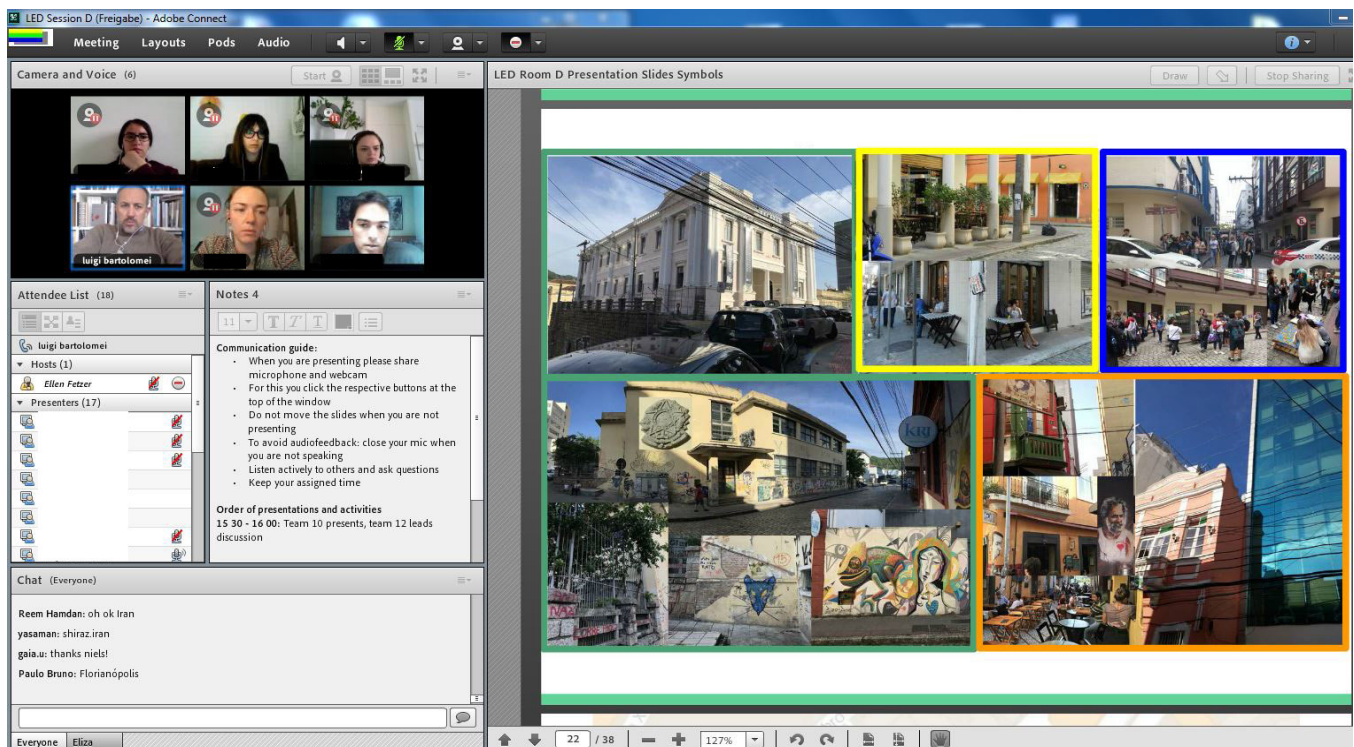 LED Session D (Freigabe) - Adobe Connect
Meeting Layouts Pods Audio
Camera and Voice (6)
Start
LED Room D Presentation Slides Symbols
Draw
Stop Sharing
luigi bartolomei
Attendee List (18)
luigi bartolomei
Hosts (1)
Ellen Fetzer
Presenters (17)
Notes 4
11
T T T
Communication guide:
• When you are presenting please share
microphone and webcam
• For this you click the respective buttons at the
top of the window
• Do not move the slides when you are not
presenting
• To avoid audiofeedback: close your mic when
you are not speaking
• Listen actively to others and ask questions
• Keep your assigned time
Order of presentations and activities
15 30 - 16 00: Team 10 presents, team 12 leads
discussion
Chat (Everyone)
Reem Hamdan: oh ok Iran
yasaman: shiraz.iran
gaia.u: thanks niels!
Paulo Bruno: Florianópolis
Everyone Eliza
KRJ
22 / 38
127%